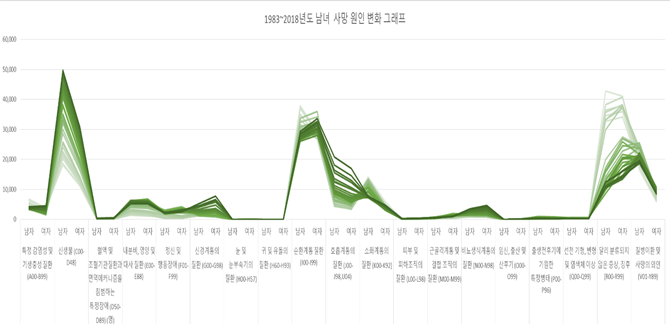 1983~2018년도 남녀 사망 원인 변화 그래프
60,000
50,000
40,000
30,000
20,000
10,000
0
남자 여자 남자 여자 남자 여자 남자 여자 남자 여자 남자 여자 남자 여자 남자 여자 남자 여자 남자 여자 남자 여자 남자 여자 남자 여자 남자 여자 남자 여자 남자 여자 남자 여자 남자 여자 남자 여자
특정 감염성 및
기생충성 질환
(A00-B99)
신생물 (C00-
D48)
혈액 및
조혈기관질환과
면역메커니즘을
침범하는
특정장애 (D50-
D89) (명)
내분비, 영양 및
대사 질환 (E00-
E88)
정신 및
행동장애 (F01-
F99)
신경계통의
질환 (G00-G98)
눈 및
눈부속기의
질환 (H00-H57)
귀 및 유돌의
질환 (H60-H93)
순환계통 질환
(I00-I99)
호흡계통의
질환 (J00-
J98,U04)
소화계통의
질환 (K00-K92)
피부 및
피하조직의
질환 (L00-L98)
근골격계통 및
결합 조직의
질환 (M00-M99)
비뇨생식계통의
질환 (N00-N98)
임신, 출산 및
산후기 (O00-
O99)
출생전후기에
기원한
특정병태 (P00-
P96)
선천 기형, 변형
및 염색체 이상
(Q00-Q99)
달리 분류되지
않은 증상, 징후
(R00-R99)
질병이환 및
사망의 외인
(V01-Y89)